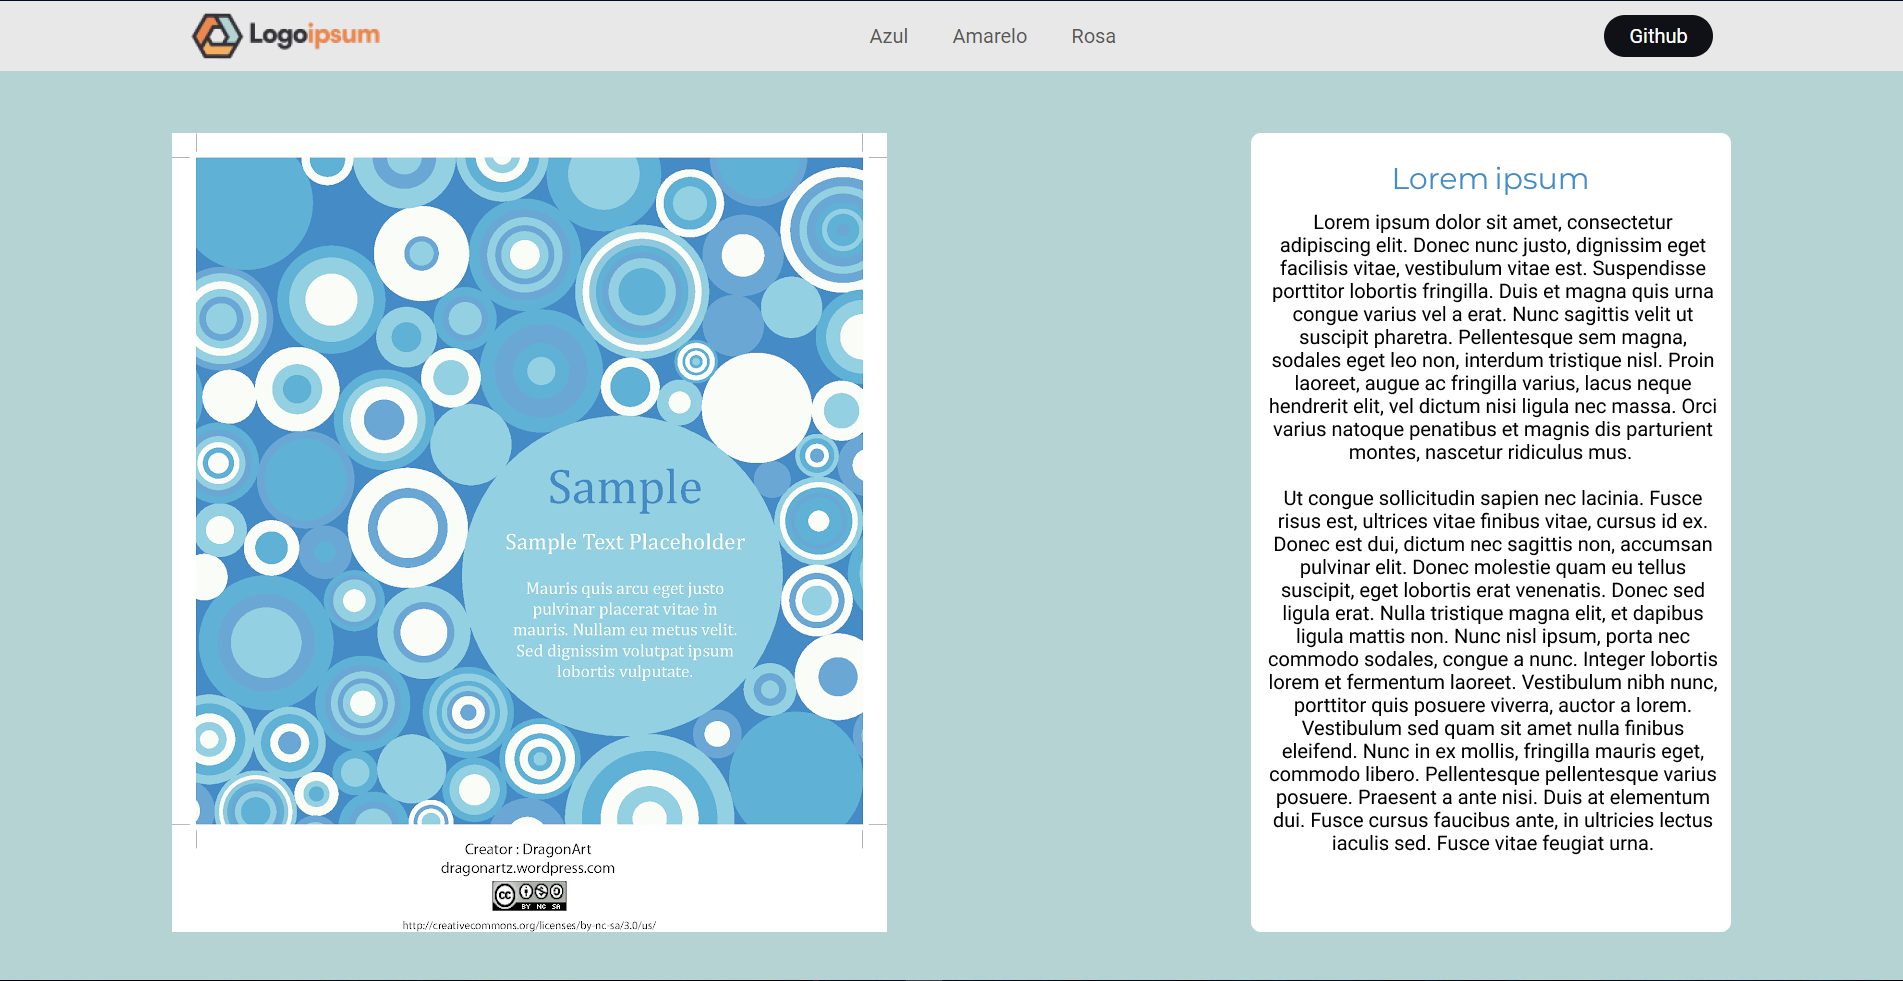 Logoipsum
Azul Amarelo Rosa
Github
Sample
Sample Text Placeholder
Mauris quis arcu eget justo
pulvinar placerat vitae in
mauris. Nullam eu metus velit.
Sed dignissim volutpat ipsum
lobortis vulputate.
Creator : DragonArt
dragonartz.wordpress.com
cc
BY NC SA
http://creativecommons.org/licenses/by-nc-sa/3.0/us/
Lorem ipsum
Lorem ipsum dolor sit amet, consectetur
adipiscing elit. Donec nunc justo, dignissim eget
facilisis vitae, vestibulum vitae est. Suspendisse
porttitor lobortis fringilla. Duis et magna quis urna
congue varius vel a erat. Nunc sagittis velit ut
suscipit pharetra. Pellentesque sem magna,
sodales eget leo non, interdum tristique nisl. Proin
laoreet, augue ac fringilla varius, lacus neque
hendrerit elit, vel dictum nisi ligula nec massa. Orci
varius natoque penatibus et magnis dis parturient
montes, nascetur ridiculus mus.
Ut congue sollicitudin sapien nec lacinia. Fusce
risus est, ultrices vitae finibus vitae, cursus id ex.
Donec est dui, dictum nec sagittis non, accumsan
pulvinar elit. Donec molestie quam eu tellus
suscipit, eget lobortis erat venenatis. Donec sed
ligula erat. Nulla tristique magna elit, et dapibus
ligula mattis non. Nunc nisl ipsum, porta nec
commodo sodales, congue a nunc. Integer lobortis
lorem et fermentum laoreet. Vestibulum nibh nunc,
porttitor quis posuere viverra, auctor a lorem.
Vestibulum sed quam sit amet nulla finibus
eleifend. Nunc in ex mollis, fringilla mauris eget,
commodo libero. Pellentesque pellentesque varius
posuere. Praesent a ante nisi. Duis at elementum
dui. Fusce cursus faucibus ante, in ultricies lectus
iaculis sed. Fusce vitae feugiat urna.